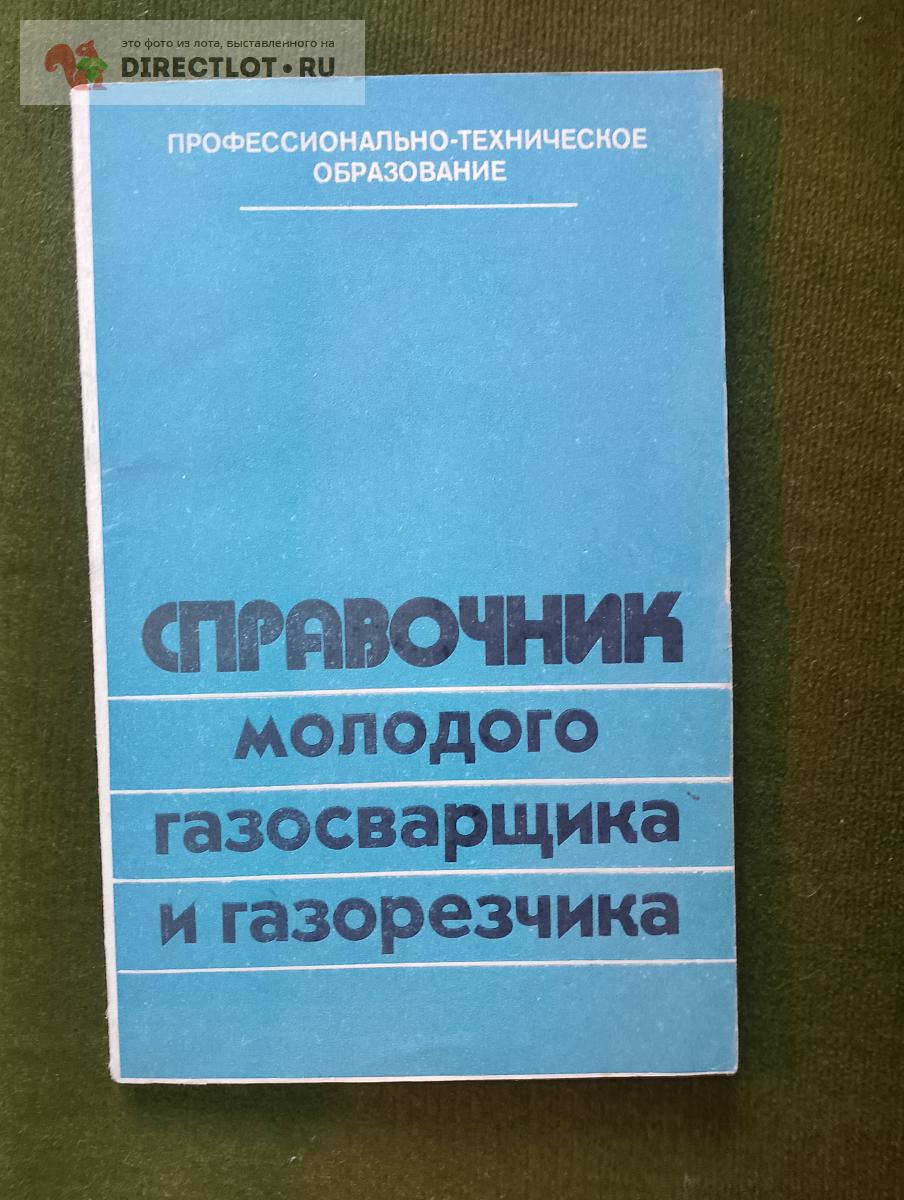 это фото из лота, выставленного на
DIRECTLOT.RU
ПРОФЕССИОНАЛЬНО-ТЕХНИЧЕСКОЕ
ОБРАЗОВАНИЕ
СПРАВОЧНИК
молодого
газосварщика
и газорезчика